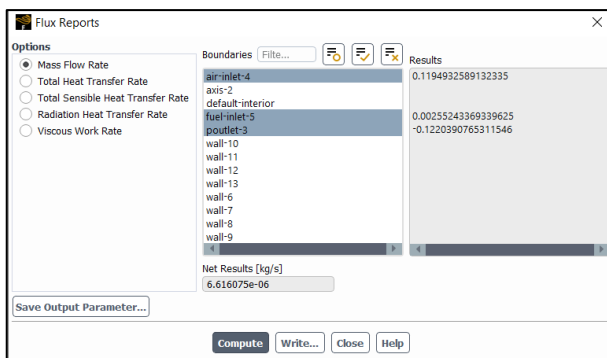 Flux Reports
Options
Mass Flow Rate
Total Heat Transfer Rate
Total Sensible Heat Transfer Rate
Radiation Heat Transfer Rate
Viscous Work Rate
Save Output Parameter...
Boundaries Filte...
air-inlet-4
axis-2
default-interior
fuel-inlet-5
poutlet-3
wall-10
wall-11
wall-12
wall-13
wall-6
wall-7
wall-8
wall-9
Results
0.1194932589132335
0.00255243369339625
-0.1220390765311546
Net Results [kg/s]
6.616075e-06
Compute Write... Close Help